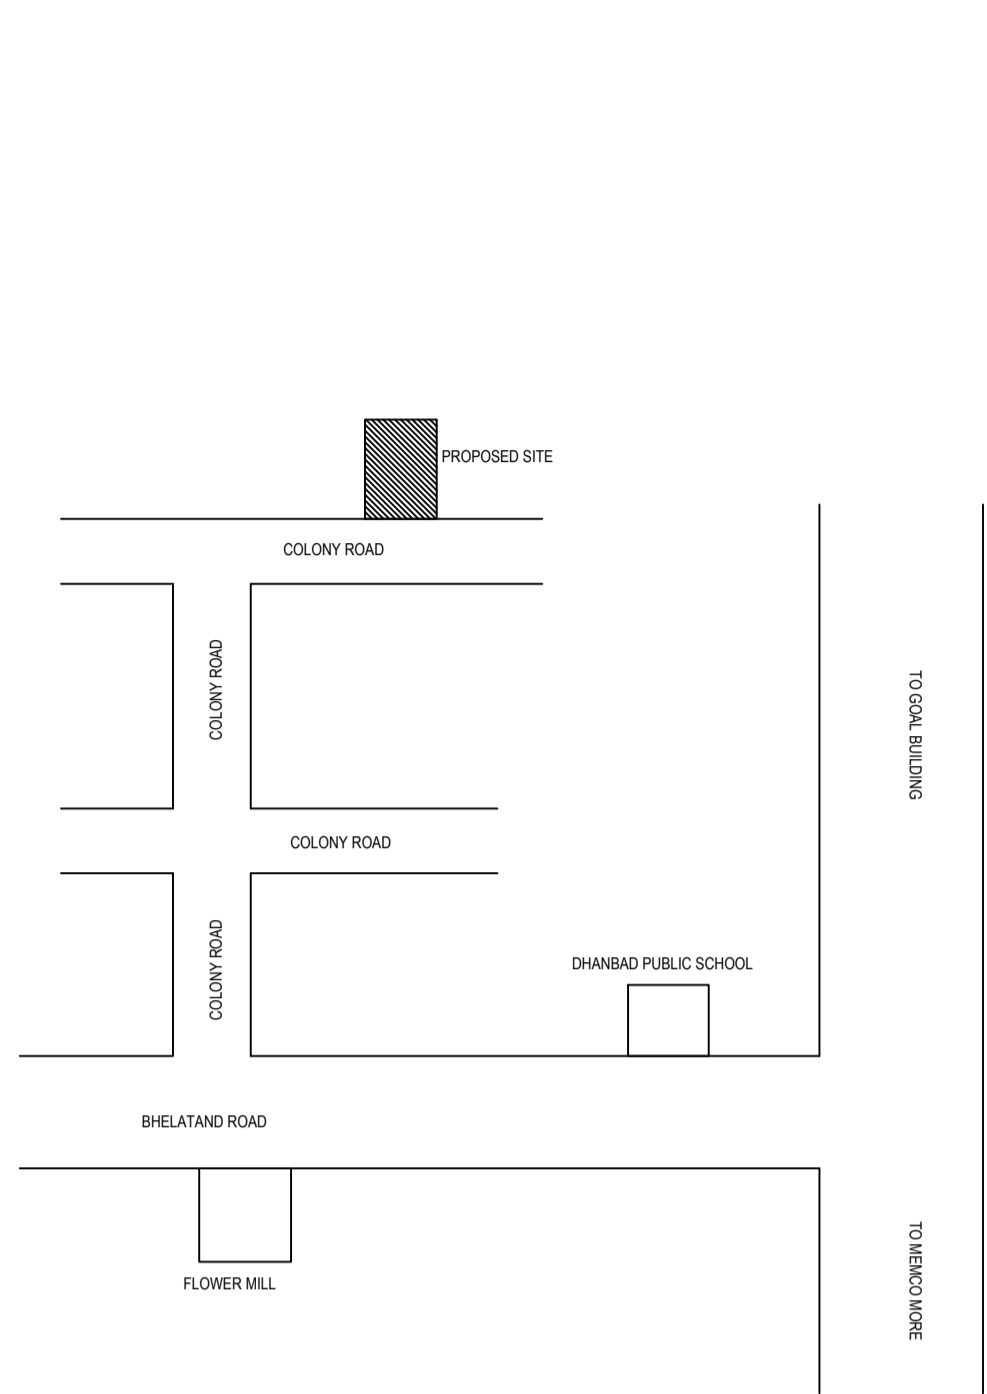 PROPOSED SITE
COLONY ROAD
COLONY ROAD
TO GOAL BUILDING
COLONY ROAD
COLONY ROAD
DHANBAD PUBLIC SCHOOL
BHELATAND ROAD
FLOWER MILL
TO MEMCO MORE